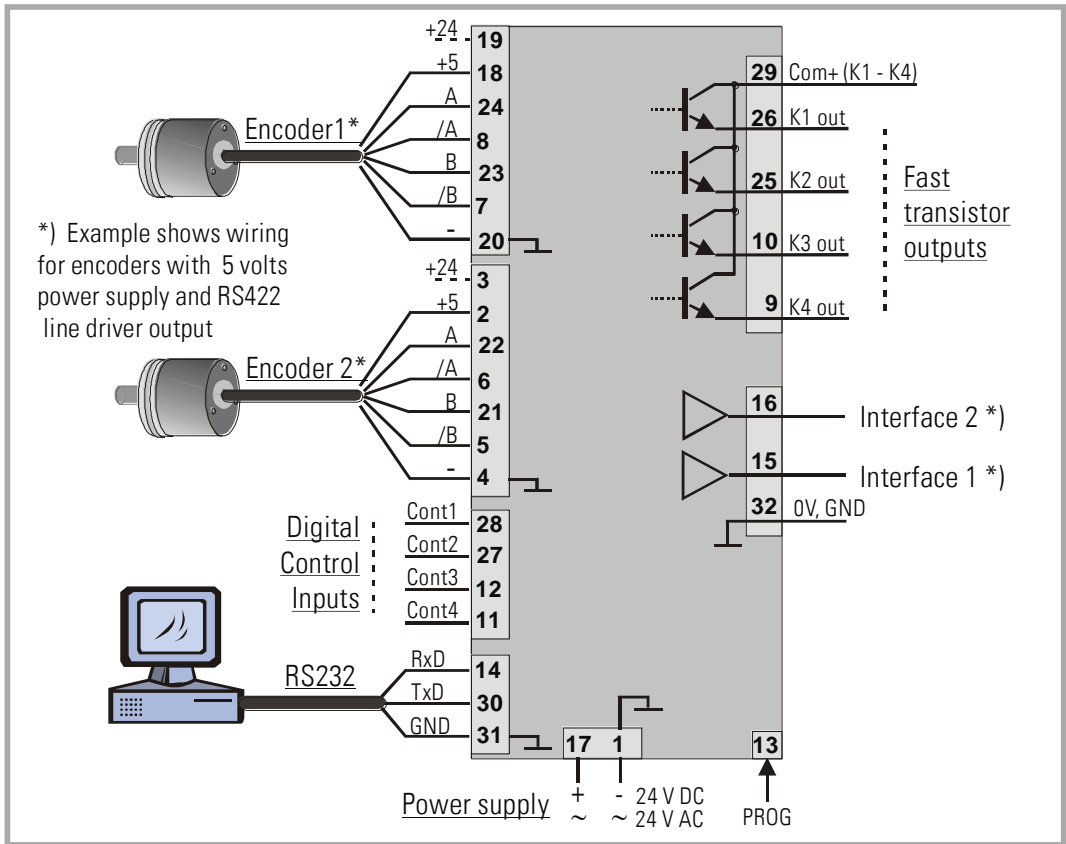 +24 19
+5 18
A 24
/A 8
B 23
/B 7
- 20
Encoder1*
*) Example shows wiring
for encoders with 5 volts
power supply and RS422
line driver output
+24 3
+5 2
A 22
/A 6
B 21
/B 5
- 4
Encoder 2*
Digital
Control
Inputs
Cont1 28
Cont2 27
Cont3 12
Cont4 11
RS232
RxD 14
TxD 30
GND 31
29 Com+ (K1 - K4)
26 K1 out
25 K2 out
10 K3 out
9 K4 out
Fast
transistor
outputs
16 Interface 2 *)
15 Interface 1 *)
32 0V, GND
17 1
Power supply + - 24 V DC
~ ~ 24 V AC
13
PROG